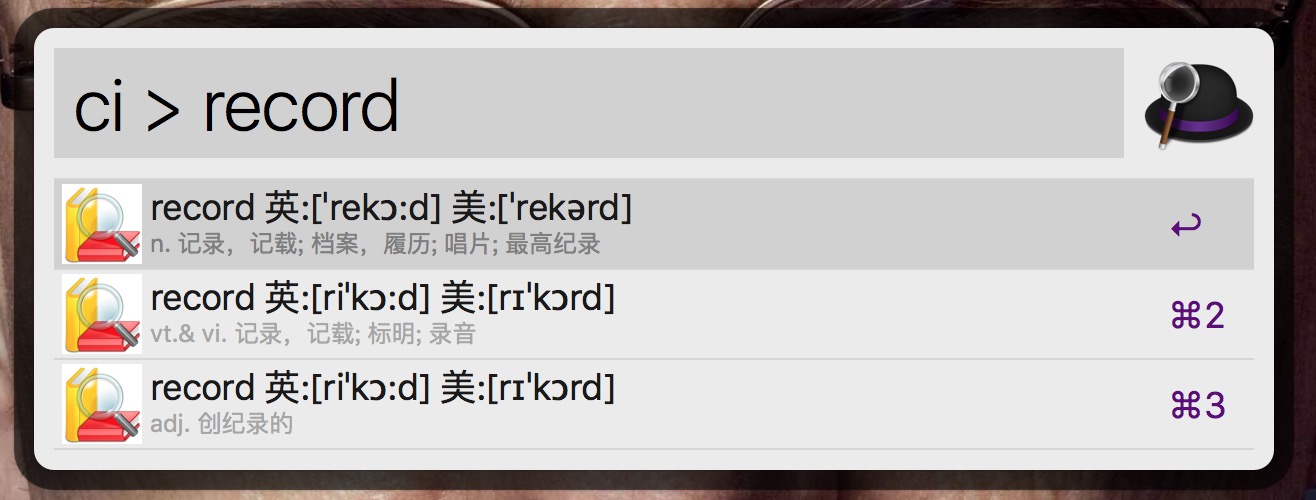 ci > record
record 英:['rekɔ:d] 美:['rekərd]
↩
n. 记录，记载; 档案，履历; 唱片; 最高纪录
record 英:[ri'kɔ:d] 美:[rɪ'kɔrd]
⌘2
vt.& vi. 记录，记载; 标明; 录音
record 英:[ri'kɔ:d] 美:[rɪ'kɔrd]
⌘3
adj. 创纪录的